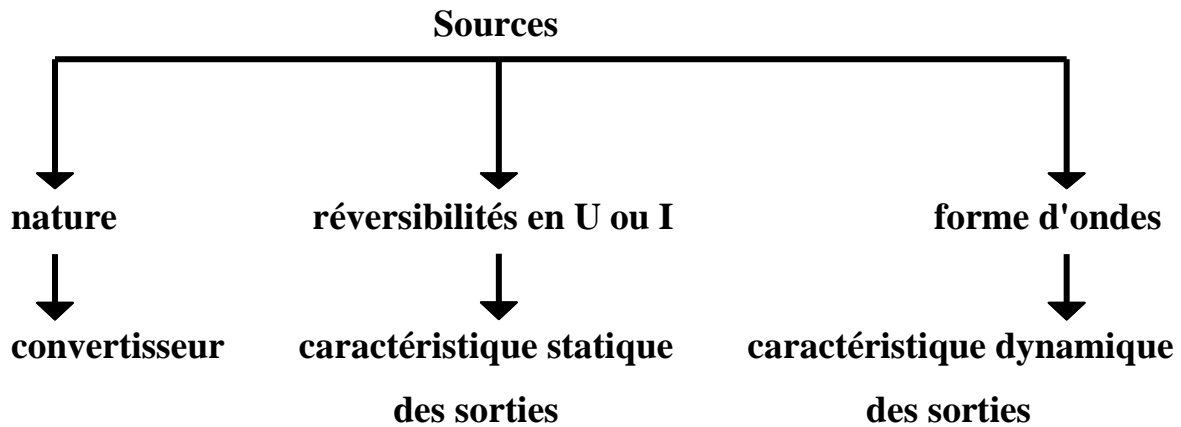 Sources
nature réversibilités en U ou I forme d'ondes
convertisseur caractéristique statique caractéristique dynamique
des sorties des sorties